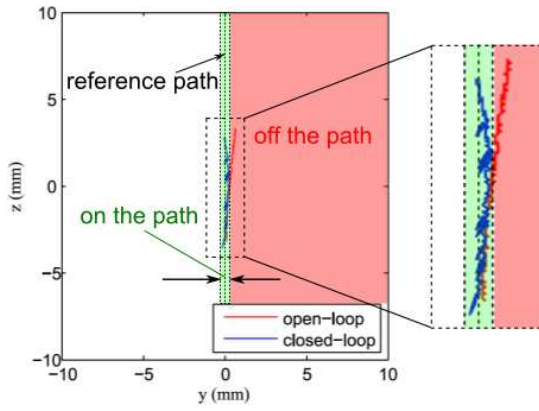 10
5
0
−5
−10
z (mm)
reference path
off the path
on the path
open−loop
closed−loop
−10
−5
0
5
10
y (mm)